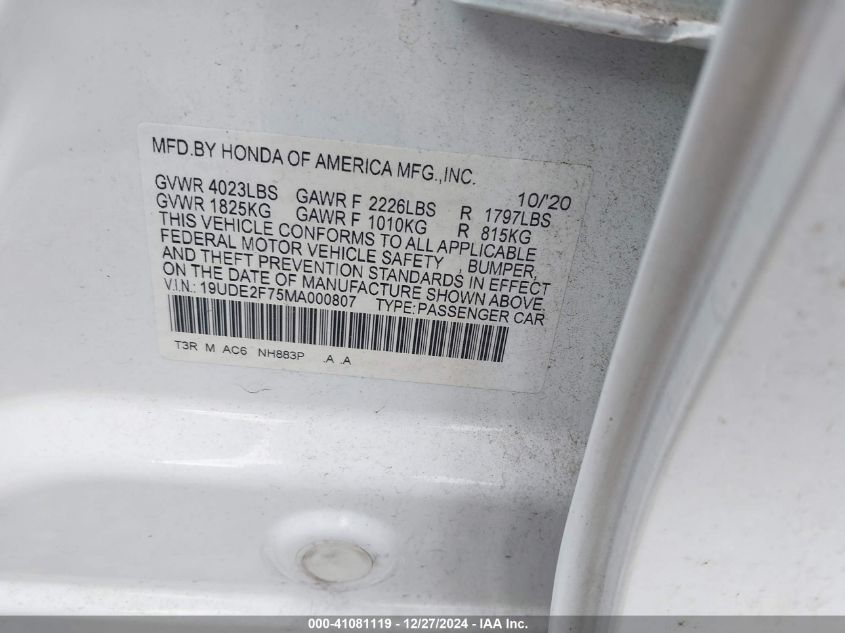 MFD.BY HONDA OF AMERICA MFG.,INC.
10/'20
GVWR 4023LBS GAWR F 2226LBS R 1797LBS
GVWR 1825KG GAWR F 1010KG R 815KG
THIS VEHICLE CONFORMS TO ALL APPLICABLE
FEDERAL MOTOR VEHICLE SAFETY , BUMPER,
AND THEFT PREVENTION STANDARDS IN EFFECT
ON THE DATE OF MANUFACTURE SHOWN ABOVE.
V.I.N.: 19UDE2F75MA000807 TYPE:PASSENGER CAR
T3R M AC6 NH883P .A .A
000-41081119 - 12/27/2024 - IAA Inc.